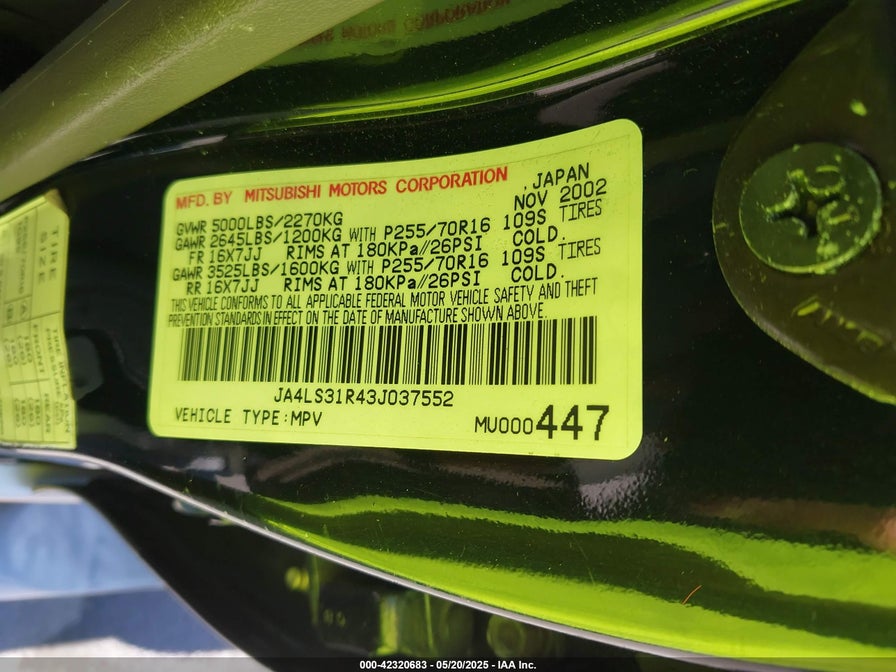 MFD. BY MITSUBISHI MOTORS CORPORATION , JAPAN
NOV 2002
GVWR 5000LBS/2270KG
GAWR 2645LBS/1200KG WITH P255/70R16 109S TIRES
FR 16X7JJ RIMS AT 180KPa//26PSI COLD.
GAWR 3525LBS/1600KG WITH P255/70R16 109S TIRES
RR 16X7JJ RIMS AT 180KPa//26PSI COLD.
THIS VEHICLE CONFORMS TO ALL APPLICABLE FEDERAL MOTOR VEHICLE SAFETY AND THEFT
PREVENTION STANDARDS IN EFFECT ON THE DATE OF MANUFACTURE SHOWN ABOVE.
JA4LS31R43J037552
VEHICLE TYPE:MPV MU000447
TIRE
SIZE
FRONT
REAR
000-42320683 - 05/20/2025 - IAA Inc.